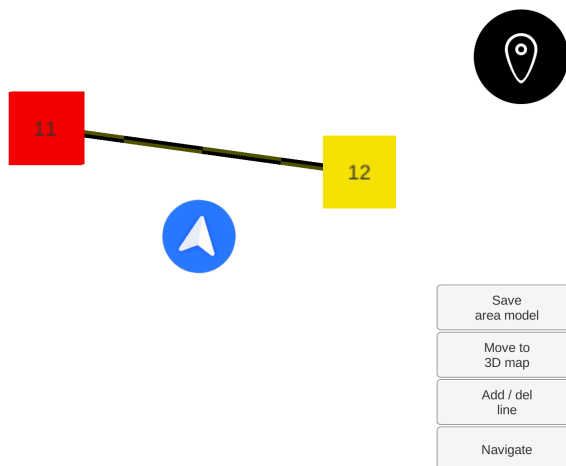 11
12
Save
area model
Move to
3D map
Add / del
line
Navigate